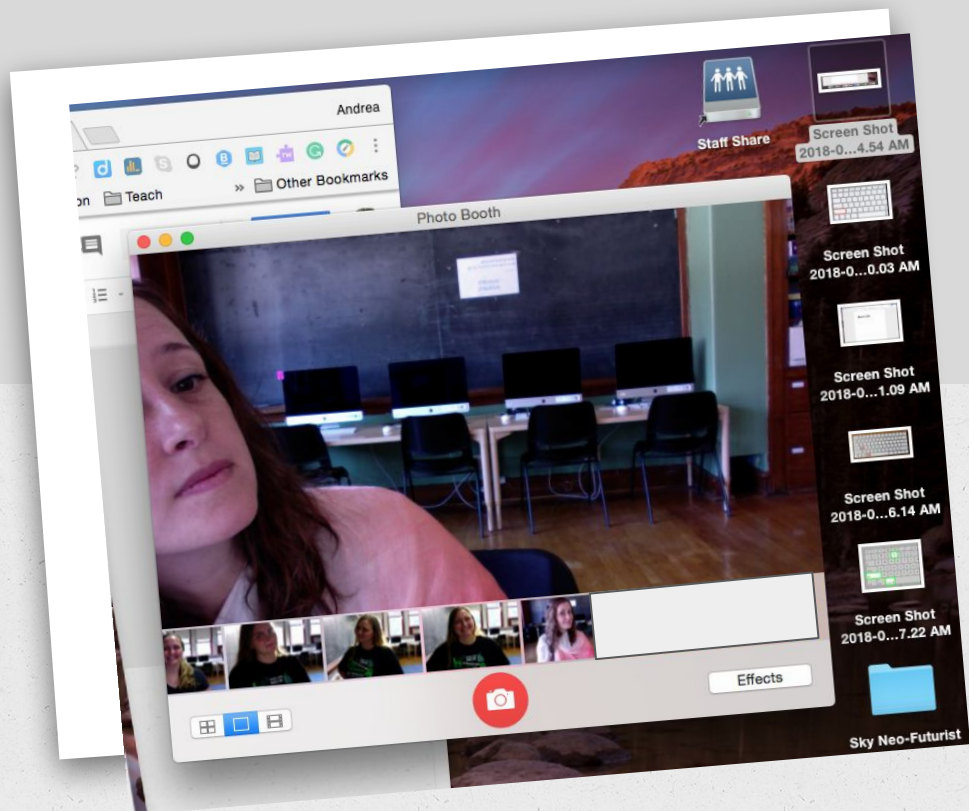 Andrea
on
Teach
»
Other Bookmarks
Photo Booth
Effects
Staff Share
Screen Shot
2018-0...4.54 AM
Screen Shot
2018-0...0.03 AM
Screen Shot
2018-0...1.09 AM
Screen Shot
2018-0...6.14 AM
Screen Shot
2018-0...7.22 AM
Sky Neo-Futurist